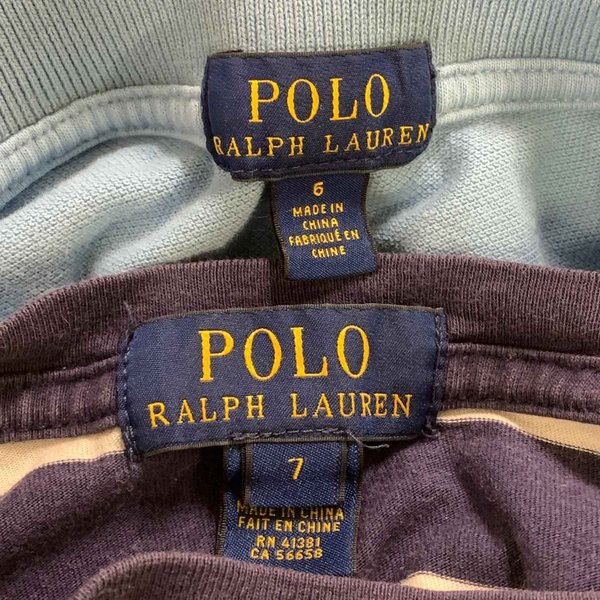 POLO
RALPH LAUREN
6
MADE IN
CHINA
FABRIQUÉ EN
CHINE
POLO
RALPH LAUREN
7
MADE IN CHINA
FAIT EN CHINE
RN 41381
CA 56658